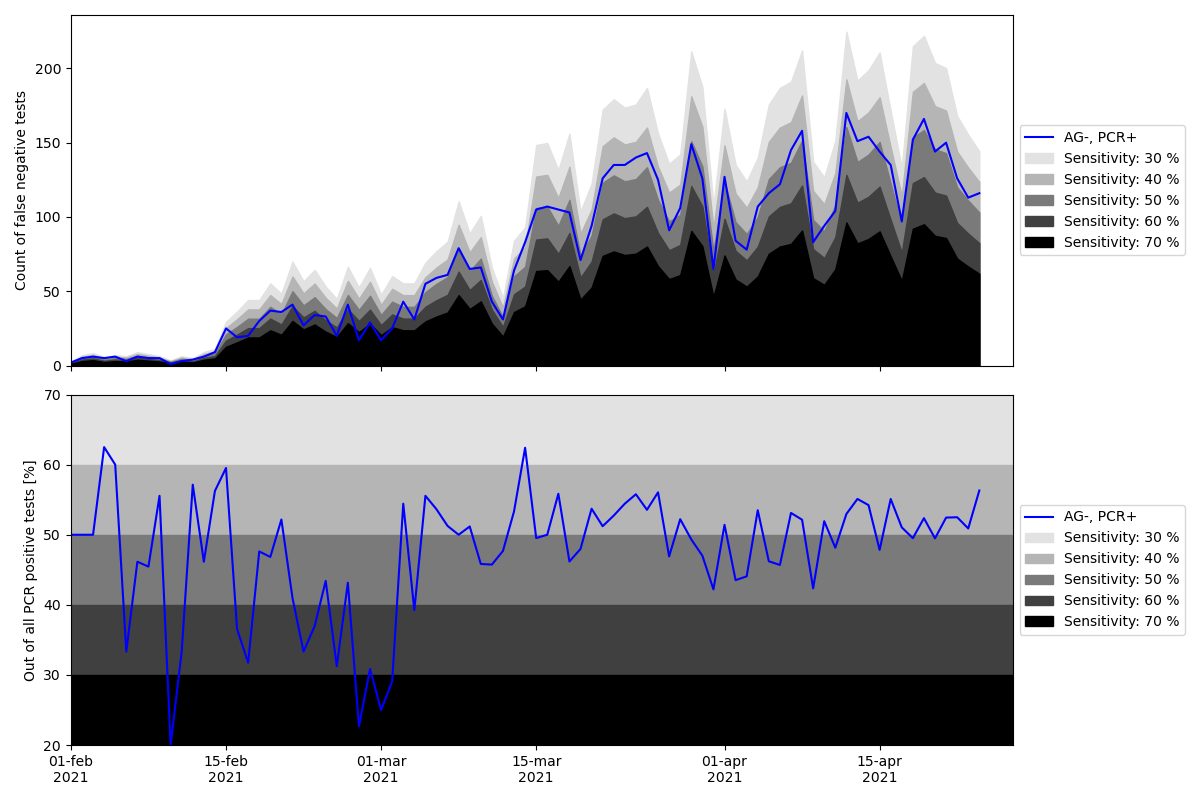 Count of false negative tests
200
150
100
50
0
AG-, PCR+
Sensitivity: 30 %
Sensitivity: 40 %
Sensitivity: 50 %
Sensitivity: 60 %
Sensitivity: 70 %
Out of all PCR positive tests [%]
70
60
50
40
30
20
01-feb
2021
15-feb
2021
01-mar
2021
15-mar
2021
01-apr
2021
15-apr
2021
AG-, PCR+
Sensitivity: 30 %
Sensitivity: 40 %
Sensitivity: 50 %
Sensitivity: 60 %
Sensitivity: 70 %